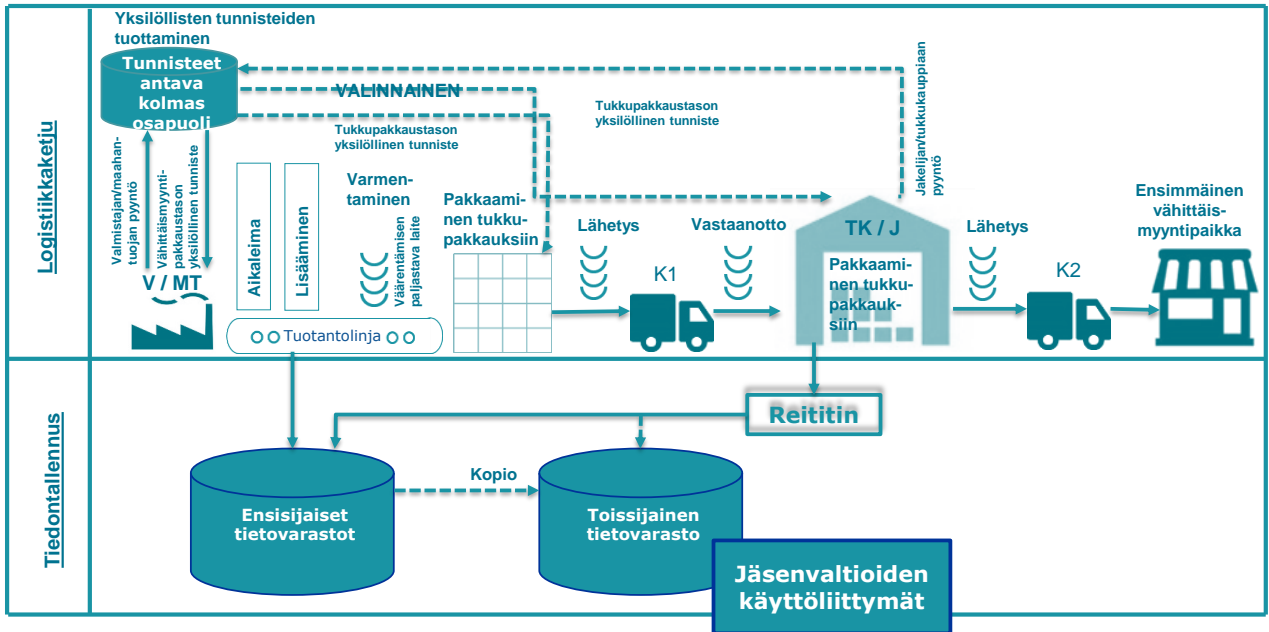 Yksilöllisten tunnisteiden
tuottaminen
Tunnisteet
antava
kolmas
osapuoli
VALINNAINEN
Tukkupakkaustason
yksilöllinen tunniste
Tukkupakkaustason
yksilöllinen tunniste
Jakelijan/tukkukauppiaan
pyyntö
Logistiikkaketju
Valmistajan/maahan-
tuojan pyyntö
Vähittäismyynti-
pakkaustason
yksilöllinen tunniste
V / MT
Aikaleima
Lisääminen
Varmen-
taminen
Väärentämisen
paljastava laite
Tuotantolinja
Pakkaami-
nen tukku-
pakkauksiin
Lähetys
K1
Vastaanotto
TK / J
Pakkaami-
nen tukku-
pakkauk-
siin
Lähetys
K2
Ensimmäinen
vähittäis-
myyntipaikka
Tiedontallennus
Reititin
Ensisijaiset
tietovarastot
Kopio
Toissijainen
tietovarasto
Jäsenvaltioiden
käyttöliittymät